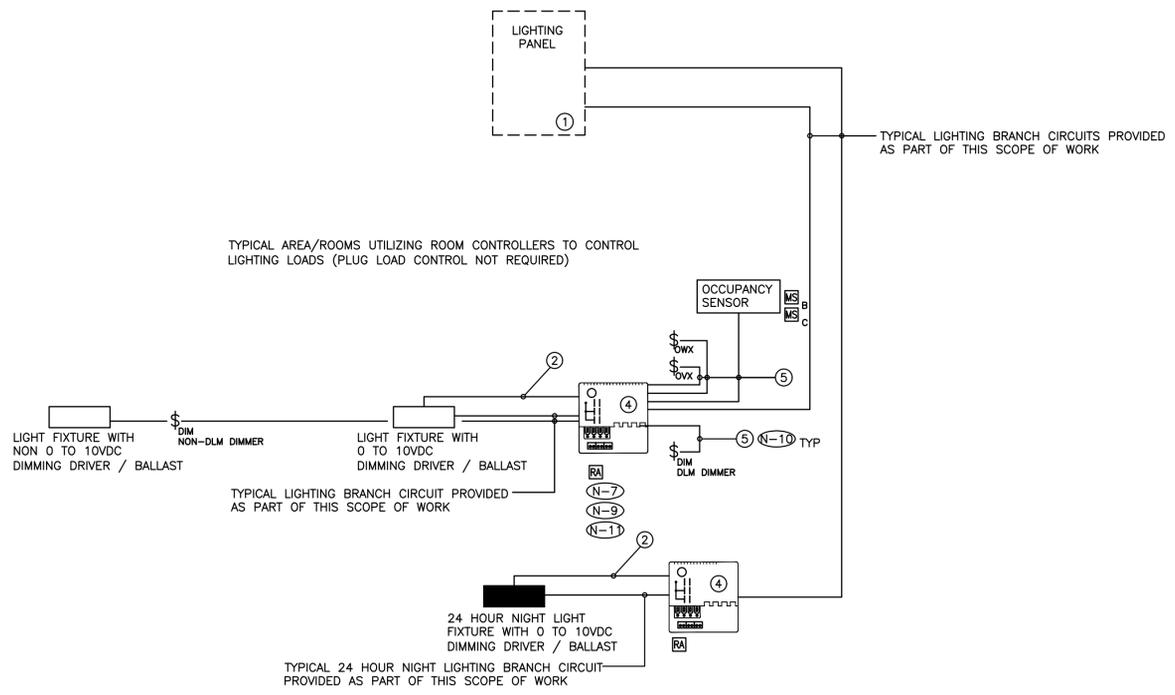 LIGHTING
PANEL
1
TYPICAL LIGHTING BRANCH CIRCUITS PROVIDED
AS PART OF THIS SCOPE OF WORK
TYPICAL AREA/ROOMS UTILIZING ROOM CONTROLLERS TO CONTROL
LIGHTING LOADS (PLUG LOAD CONTROL NOT REQUIRED)
OCCUPANCY
SENSOR
MS B
MS C
$ OWX
$ OVX
5
2
4
LIGHT FIXTURE WITH
NON 0 TO 10VDC
DIMMING DRIVER / BALLAST
$ DIM
NON-DLM DIMMER
LIGHT FIXTURE WITH
0 TO 10VDC
DIMMING DRIVER / BALLAST
5 N-10 TYP
$ DIM
DLM DIMMER
TYPICAL LIGHTING BRANCH CIRCUIT PROVIDED
AS PART OF THIS SCOPE OF WORK
RA
N-7
N-9
N-11
2
4
24 HOUR NIGHT LIGHT
FIXTURE WITH 0 TO 10VDC
DIMMING DRIVER / BALLAST
RA
TYPICAL 24 HOUR NIGHT LIGHTING BRANCH CIRCUIT
PROVIDED AS PART OF THIS SCOPE OF WORK